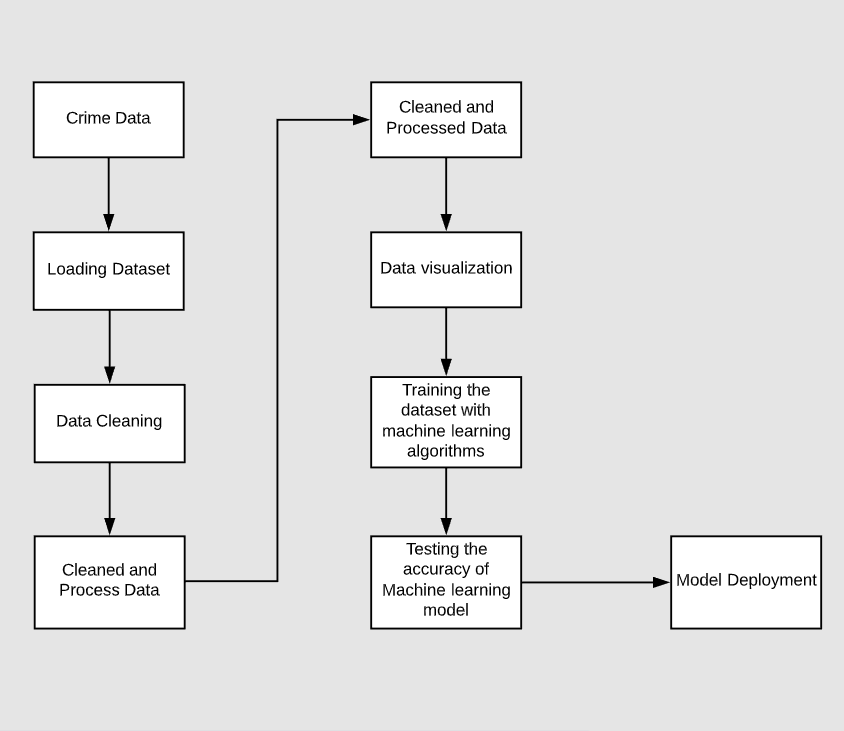 Crime Data
Loading Dataset
Data Cleaning
Cleaned and
Process Data
Cleaned and
Processed Data
Data visualization
Training the
dataset with
machine learning
algorithms
Testing the
accuracy of
Machine learning
model
Model Deployment